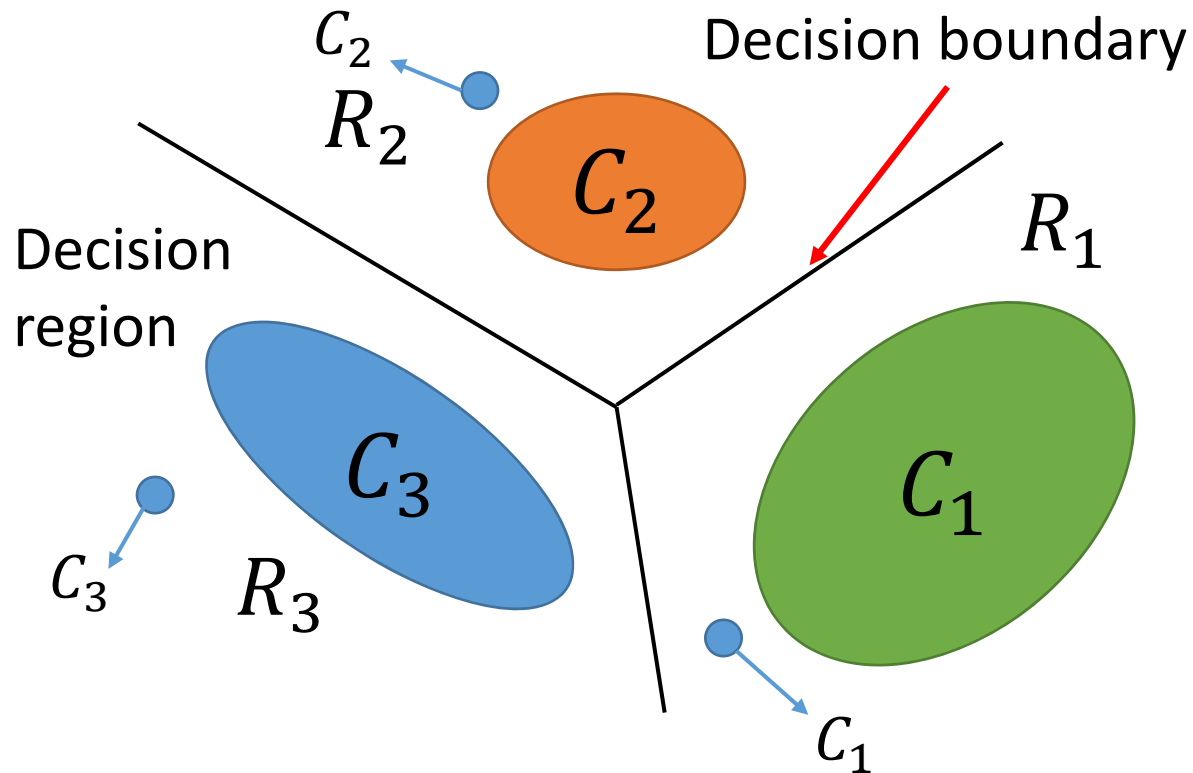 C₂
Decision boundary
R₂
C₂
R₁
Decision
region
C₃
C₁
C₃
R₃
C₁